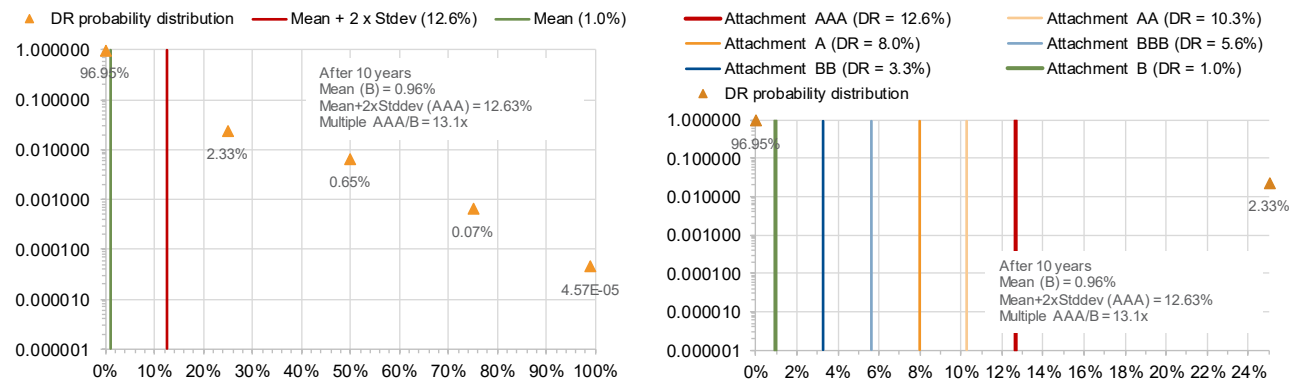 DR probability distribution
Mean + 2 x Stdev (12.6%)
Mean (1.0%)
1.000000
0.100000
0.010000
0.001000
0.000100
0.000010
0.000001
96.95%
2.33%
0.65%
0.07%
4.57E-05
After 10 years
Mean (B) = 0.96%
Mean+2xStddev (AAA) = 12.63%
Multiple AAA/B = 13.1x
0% 10% 20% 30% 40% 50% 60% 70% 80% 90% 100%
Attachment AAA (DR = 12.6%)
Attachment AA (DR = 10.3%)
Attachment A (DR = 8.0%)
Attachment BBB (DR = 5.6%)
Attachment BB (DR = 3.3%)
Attachment B (DR = 1.0%)
DR probability distribution
1.000000
0.100000
0.010000
0.001000
0.000100
0.000010
0.000001
96.95%
2.33%
After 10 years
Mean (B) = 0.96%
Mean+2xStddev (AAA) = 12.63%
Multiple AAA/B = 13.1x
0% 2% 4% 6% 8% 10% 12% 14% 16% 18% 20% 22% 24%